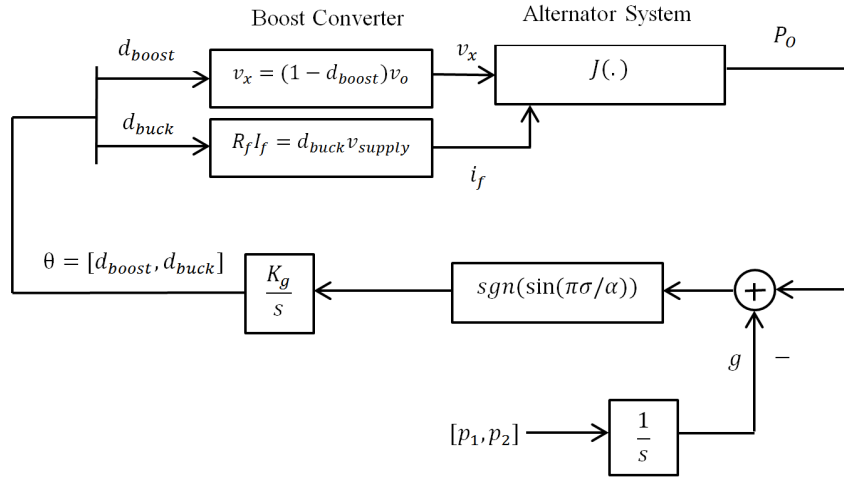 Boost Converter
Alternator System
d_boost
v_x = (1 − d_boost)v_o
v_x
J(.)
P_O
d_buck
R_f I_f = d_buck v_supply
i_f
θ = [d_boost, d_buck]
K_g
s
sgn(sin(πσ/α))
+
g
−
[p_1, p_2]
1
s